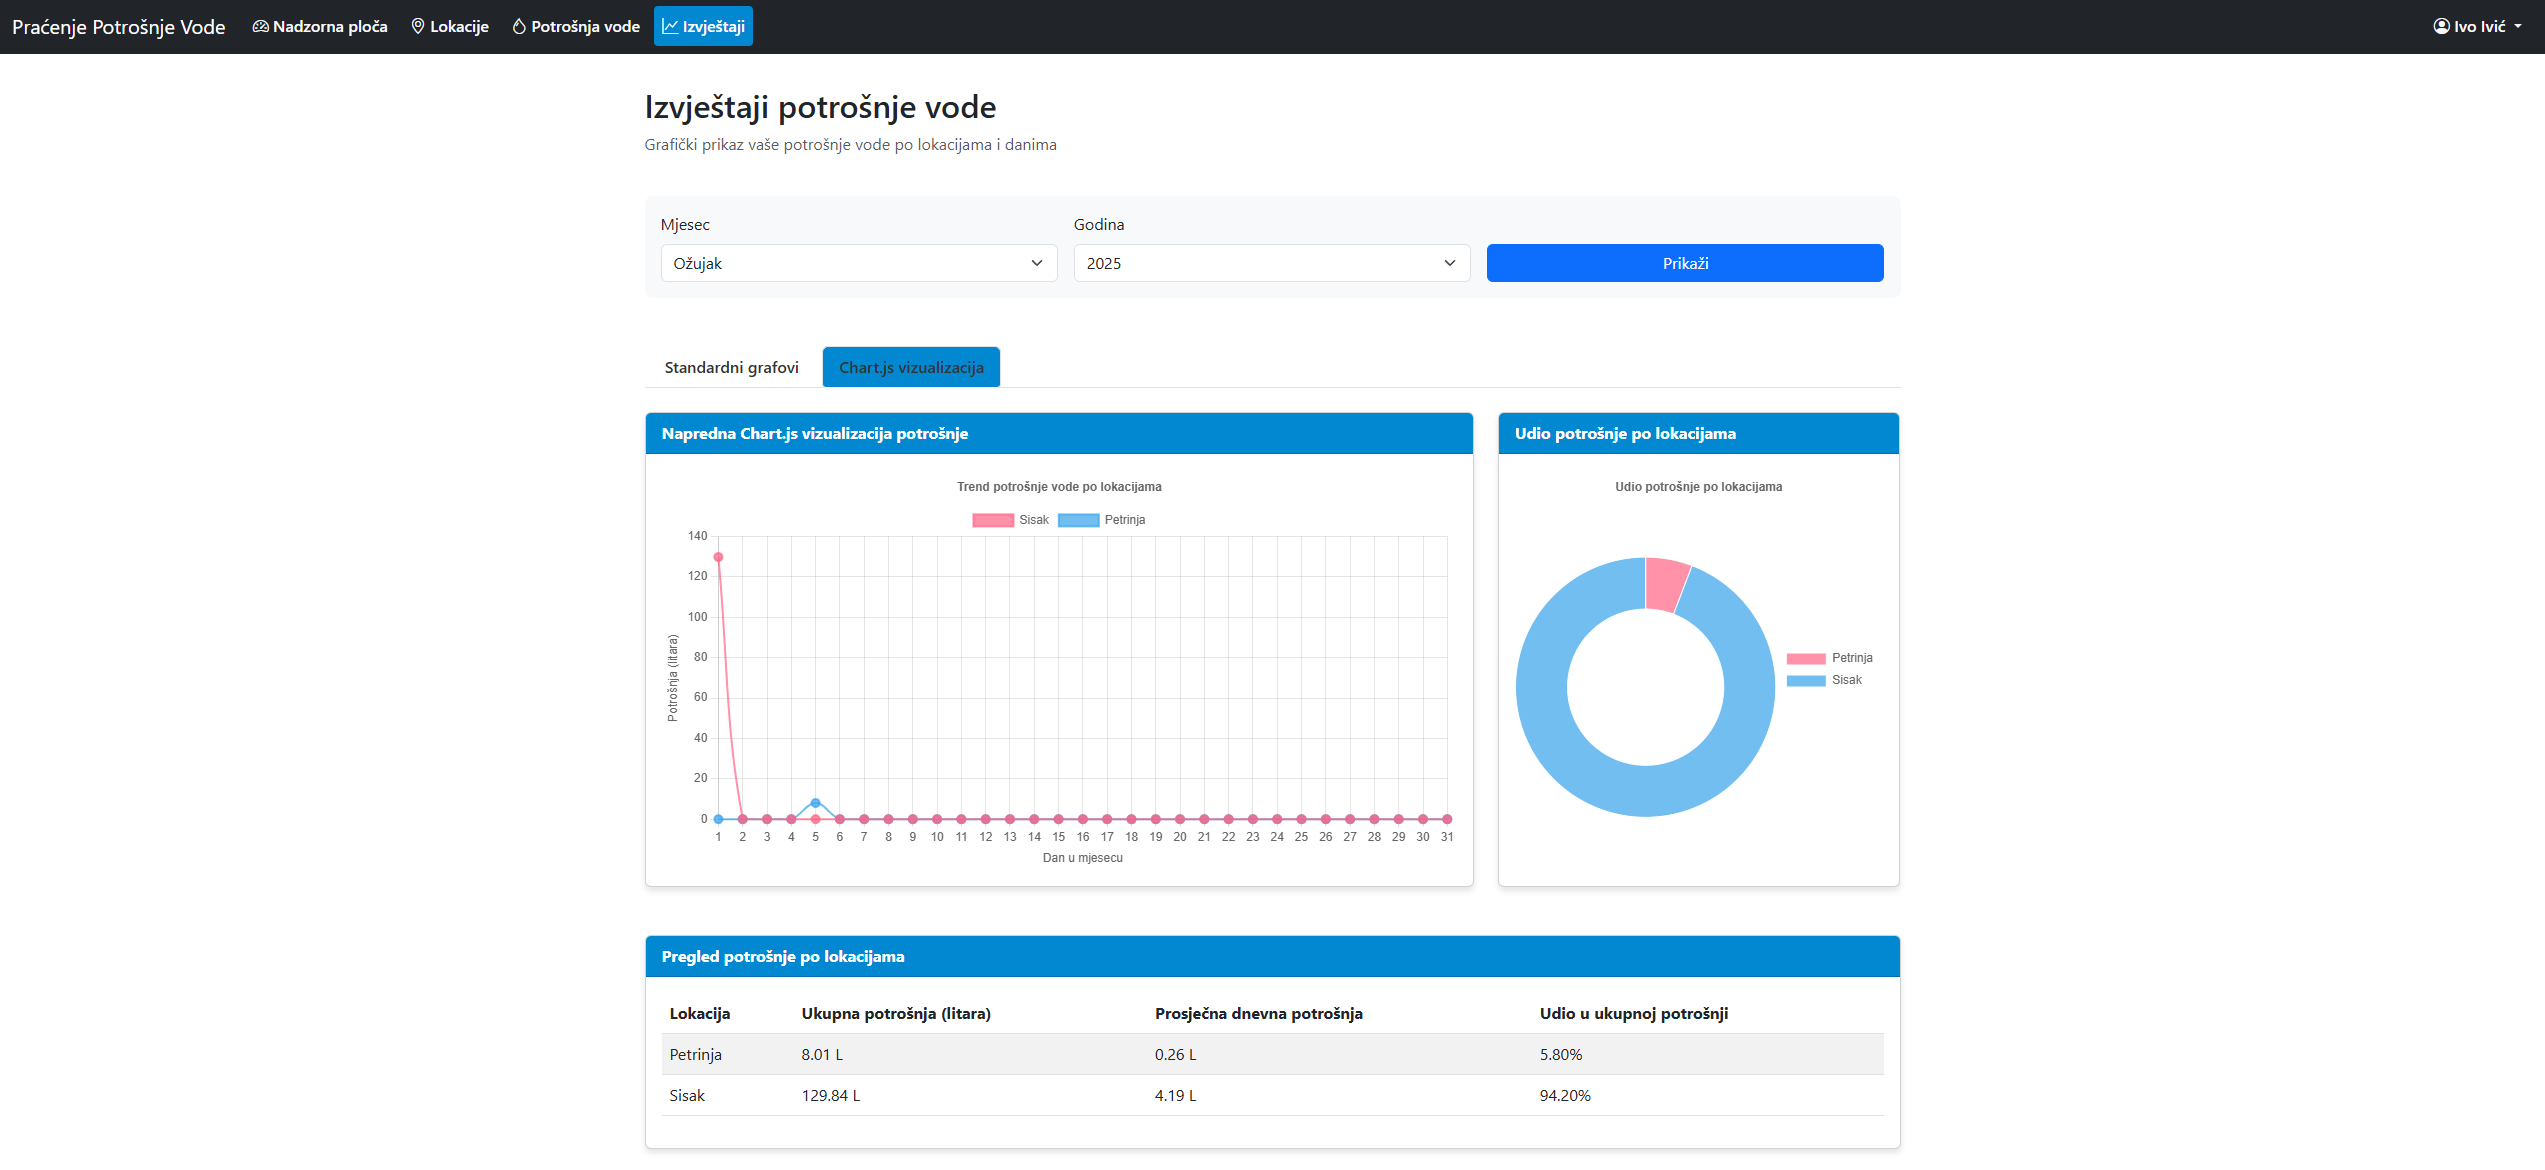 Praćenje Potrošnje Vode Nadzorna ploča Lokacije Potrošnja vode Izvještaji Ivo Ivić
Izvještaji potrošnje vode
Grafički prikaz vaše potrošnje vode po lokacijama i danima
Mjesec Godina
Ožujak 2025 Prikaži
Standardni grafovi Chart.js vizualizacija
Napredna Chart.js vizualizacija potrošnje
Trend potrošnje vode po lokacijama
Sisak Petrinja
140
120
100
80
60
40
20
0
Potrošnja (litara)
1 2 3 4 5 6 7 8 9 10 11 12 13 14 15 16 17 18 19 20 21 22 23 24 25 26 27 28 29 30 31
Dan u mjesecu
Udio potrošnje po lokacijama
Udio potrošnje po lokacijama
Petrinja
Sisak
Pregled potrošnje po lokacijama
Lokacija Ukupna potrošnja (litara) Prosječna dnevna potrošnja Udio u ukupnoj potrošnji
Petrinja 8.01 L 0.26 L 5.80%
Sisak 129.84 L 4.19 L 94.20%